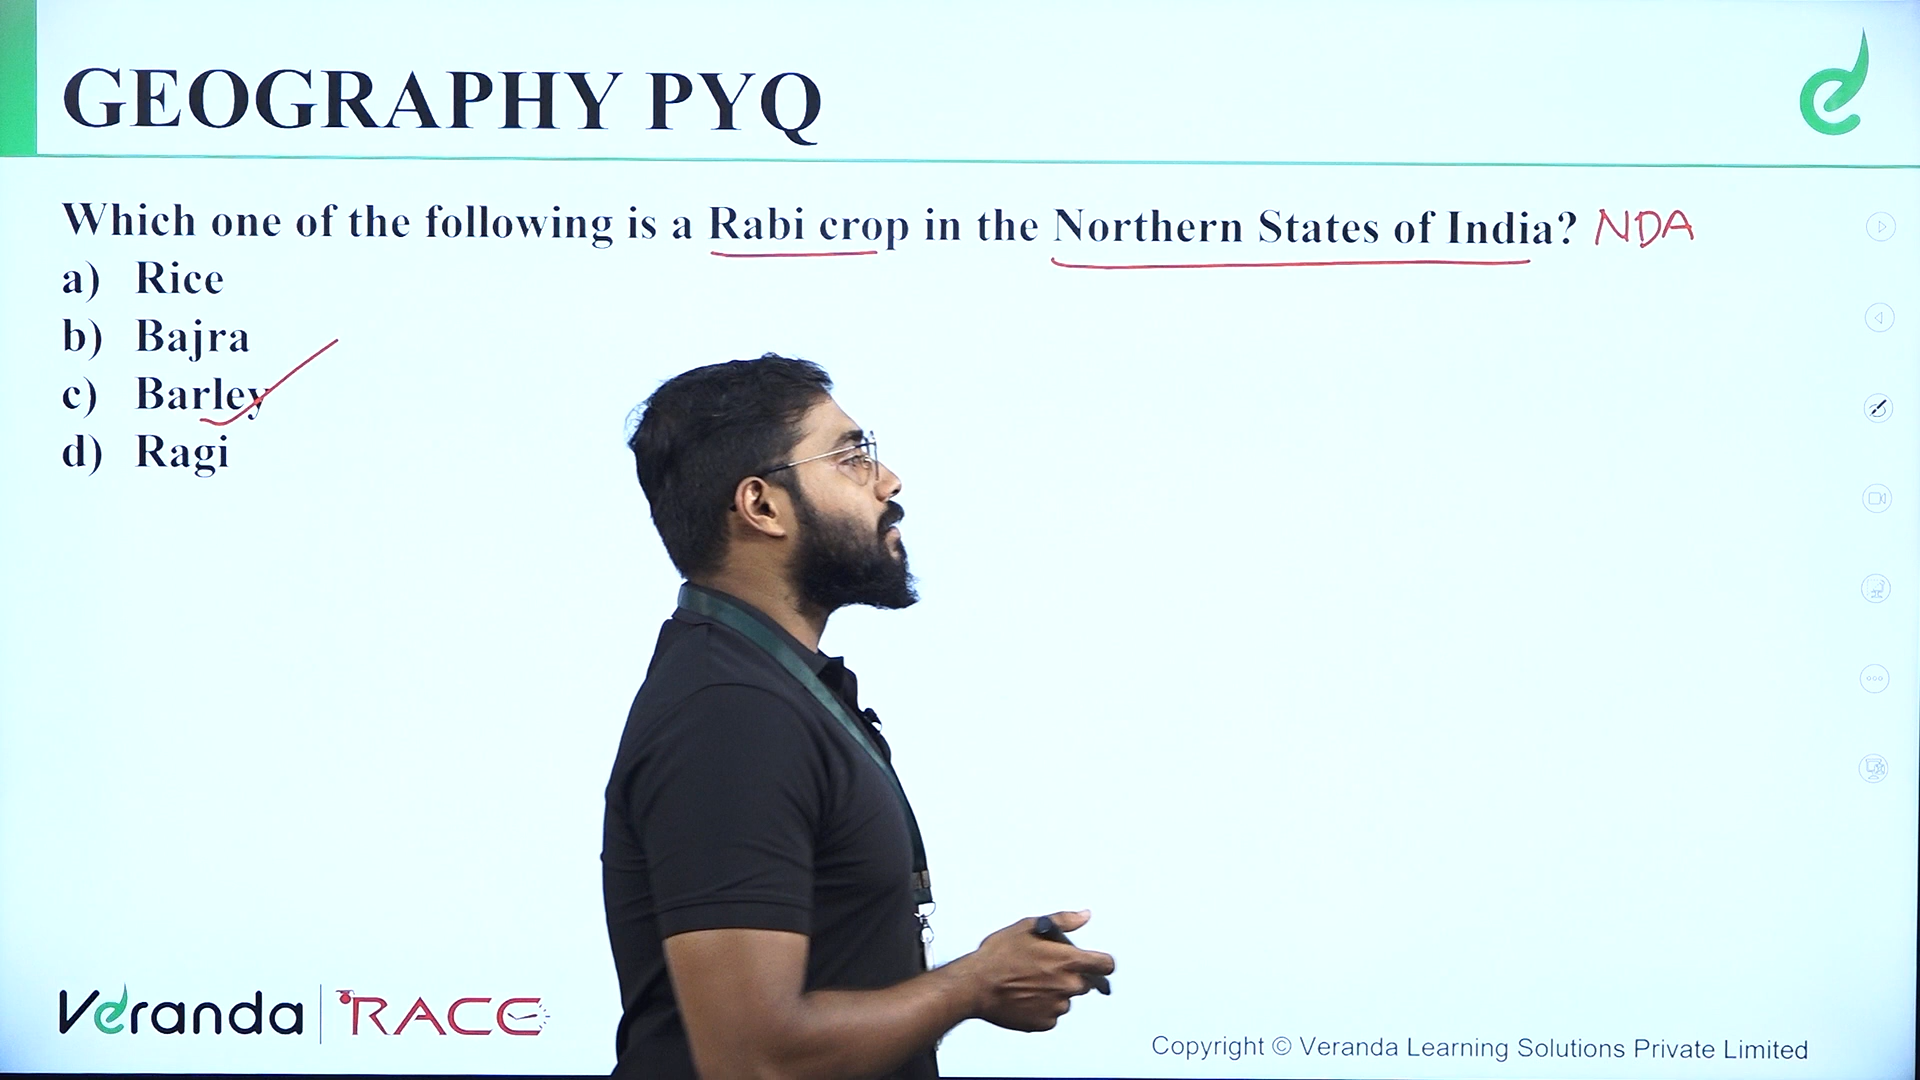 GEOGRAPHY PYQ
Which one of the following is a Rabi crop in the Northern States of India? NDA
a) Rice
b) Bajra
c) Barley
d) Ragi
Veranda RACE
Copyright © Veranda Learning Solutions Private Limited